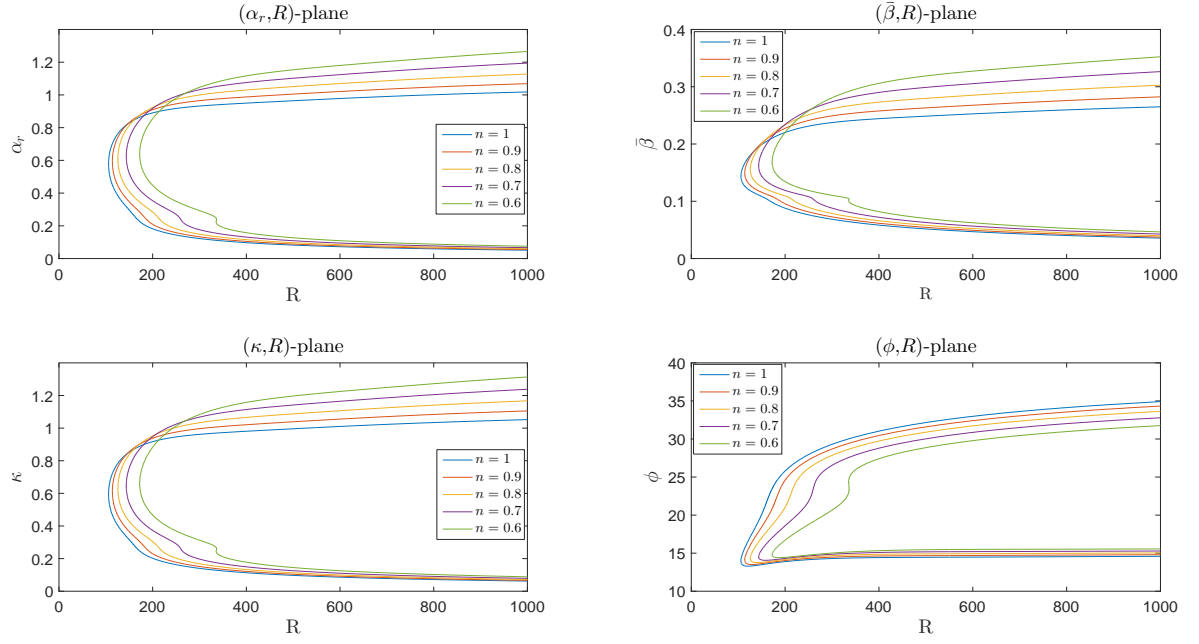 (α_r,R)-plane
1.2
1
0.8
0.6
0.4
0.2
0
α_r
0 200 400 600 800 1000
R
n = 1
n = 0.9
n = 0.8
n = 0.7
n = 0.6
(β̄,R)-plane
0.4
0.3
0.2
0.1
0
β̄
0 200 400 600 800 1000
R
n = 1
n = 0.9
n = 0.8
n = 0.7
n = 0.6
(κ,R)-plane
1.2
1
0.8
0.6
0.4
0.2
0
κ
0 200 400 600 800 1000
R
n = 1
n = 0.9
n = 0.8
n = 0.7
n = 0.6
(ϕ,R)-plane
40
35
30
25
20
15
10
ϕ
0 200 400 600 800 1000
R
n = 1
n = 0.9
n = 0.8
n = 0.7
n = 0.6